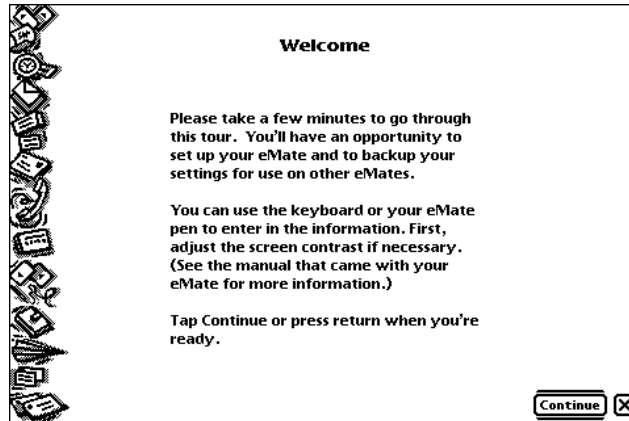 Welcome
Please take a few minutes to go through
this tour. You'll have an opportunity to
set up your eMate and to backup your
settings for use on other eMates.
You can use the keyboard or your eMate
pen to enter in the information. First,
adjust the screen contrast if necessary.
(See the manual that came with your
eMate for more information.)
Tap Continue or press return when you're
ready.
Continue